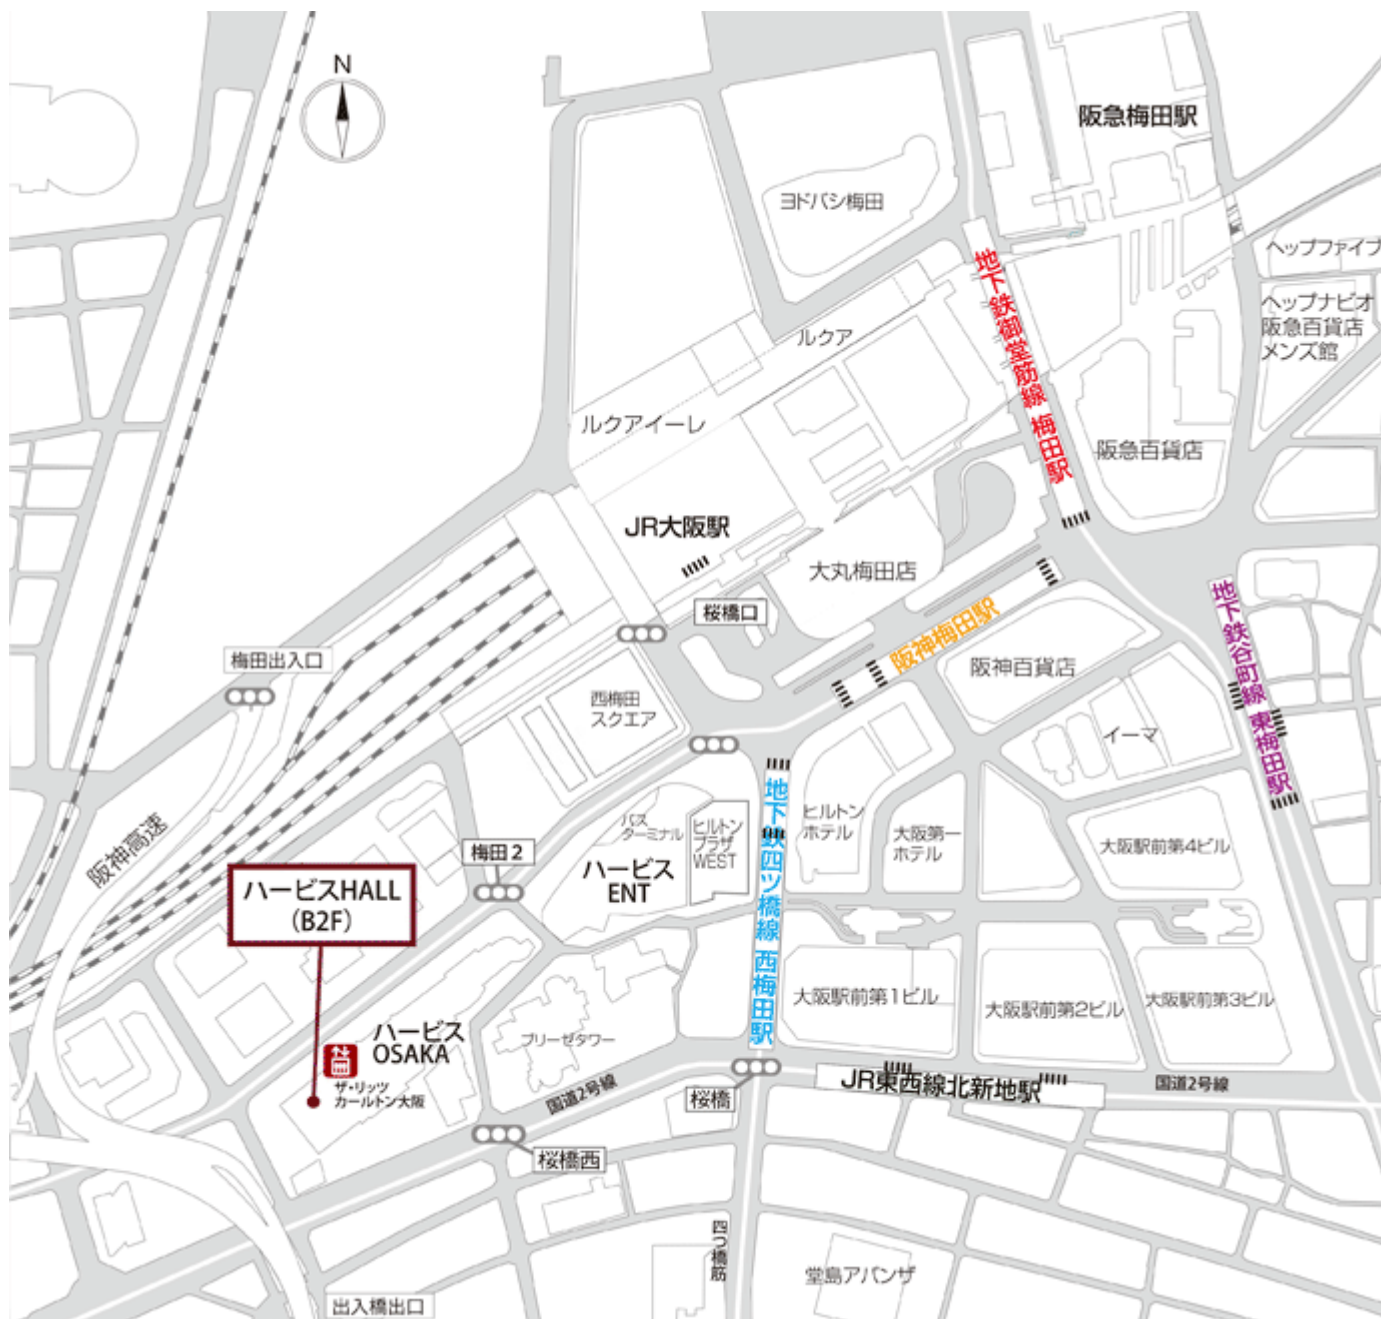 N
阪急梅田駅
ヨドバシ梅田
ヘップファイブ
地下鉄御堂筋線 梅田駅
ヘップナビオ
阪急百貨店
メンズ館
ルクア
ルクアイーレ
阪急百貨店
JR大阪駅
大丸梅田店
桜橋口
阪神梅田駅
地下鉄谷町線 東梅田駅
梅田出入口
阪神百貨店
西梅田
スクエア
イーマ
地下鉄四ツ橋線 西梅田駅
バス
ターミナル
ヒルトン
プラザ
WEST
ヒルトン
ホテル
大阪第一
ホテル
大阪駅前第4ビル
阪神高速
梅田2
ハービス
ENT
ハービスHALL
(B2F)
大阪駅前第1ビル
大阪駅前第2ビル
大阪駅前第3ビル
ハービス
OSAKA
ブリーゼタワー
ザ・リッツ
カールトン大阪
国道2号線
桜橋
JR東西線北新地駅
国道2号線
桜橋西
四つ橋筋
堂島アバンザ
出入橋出口